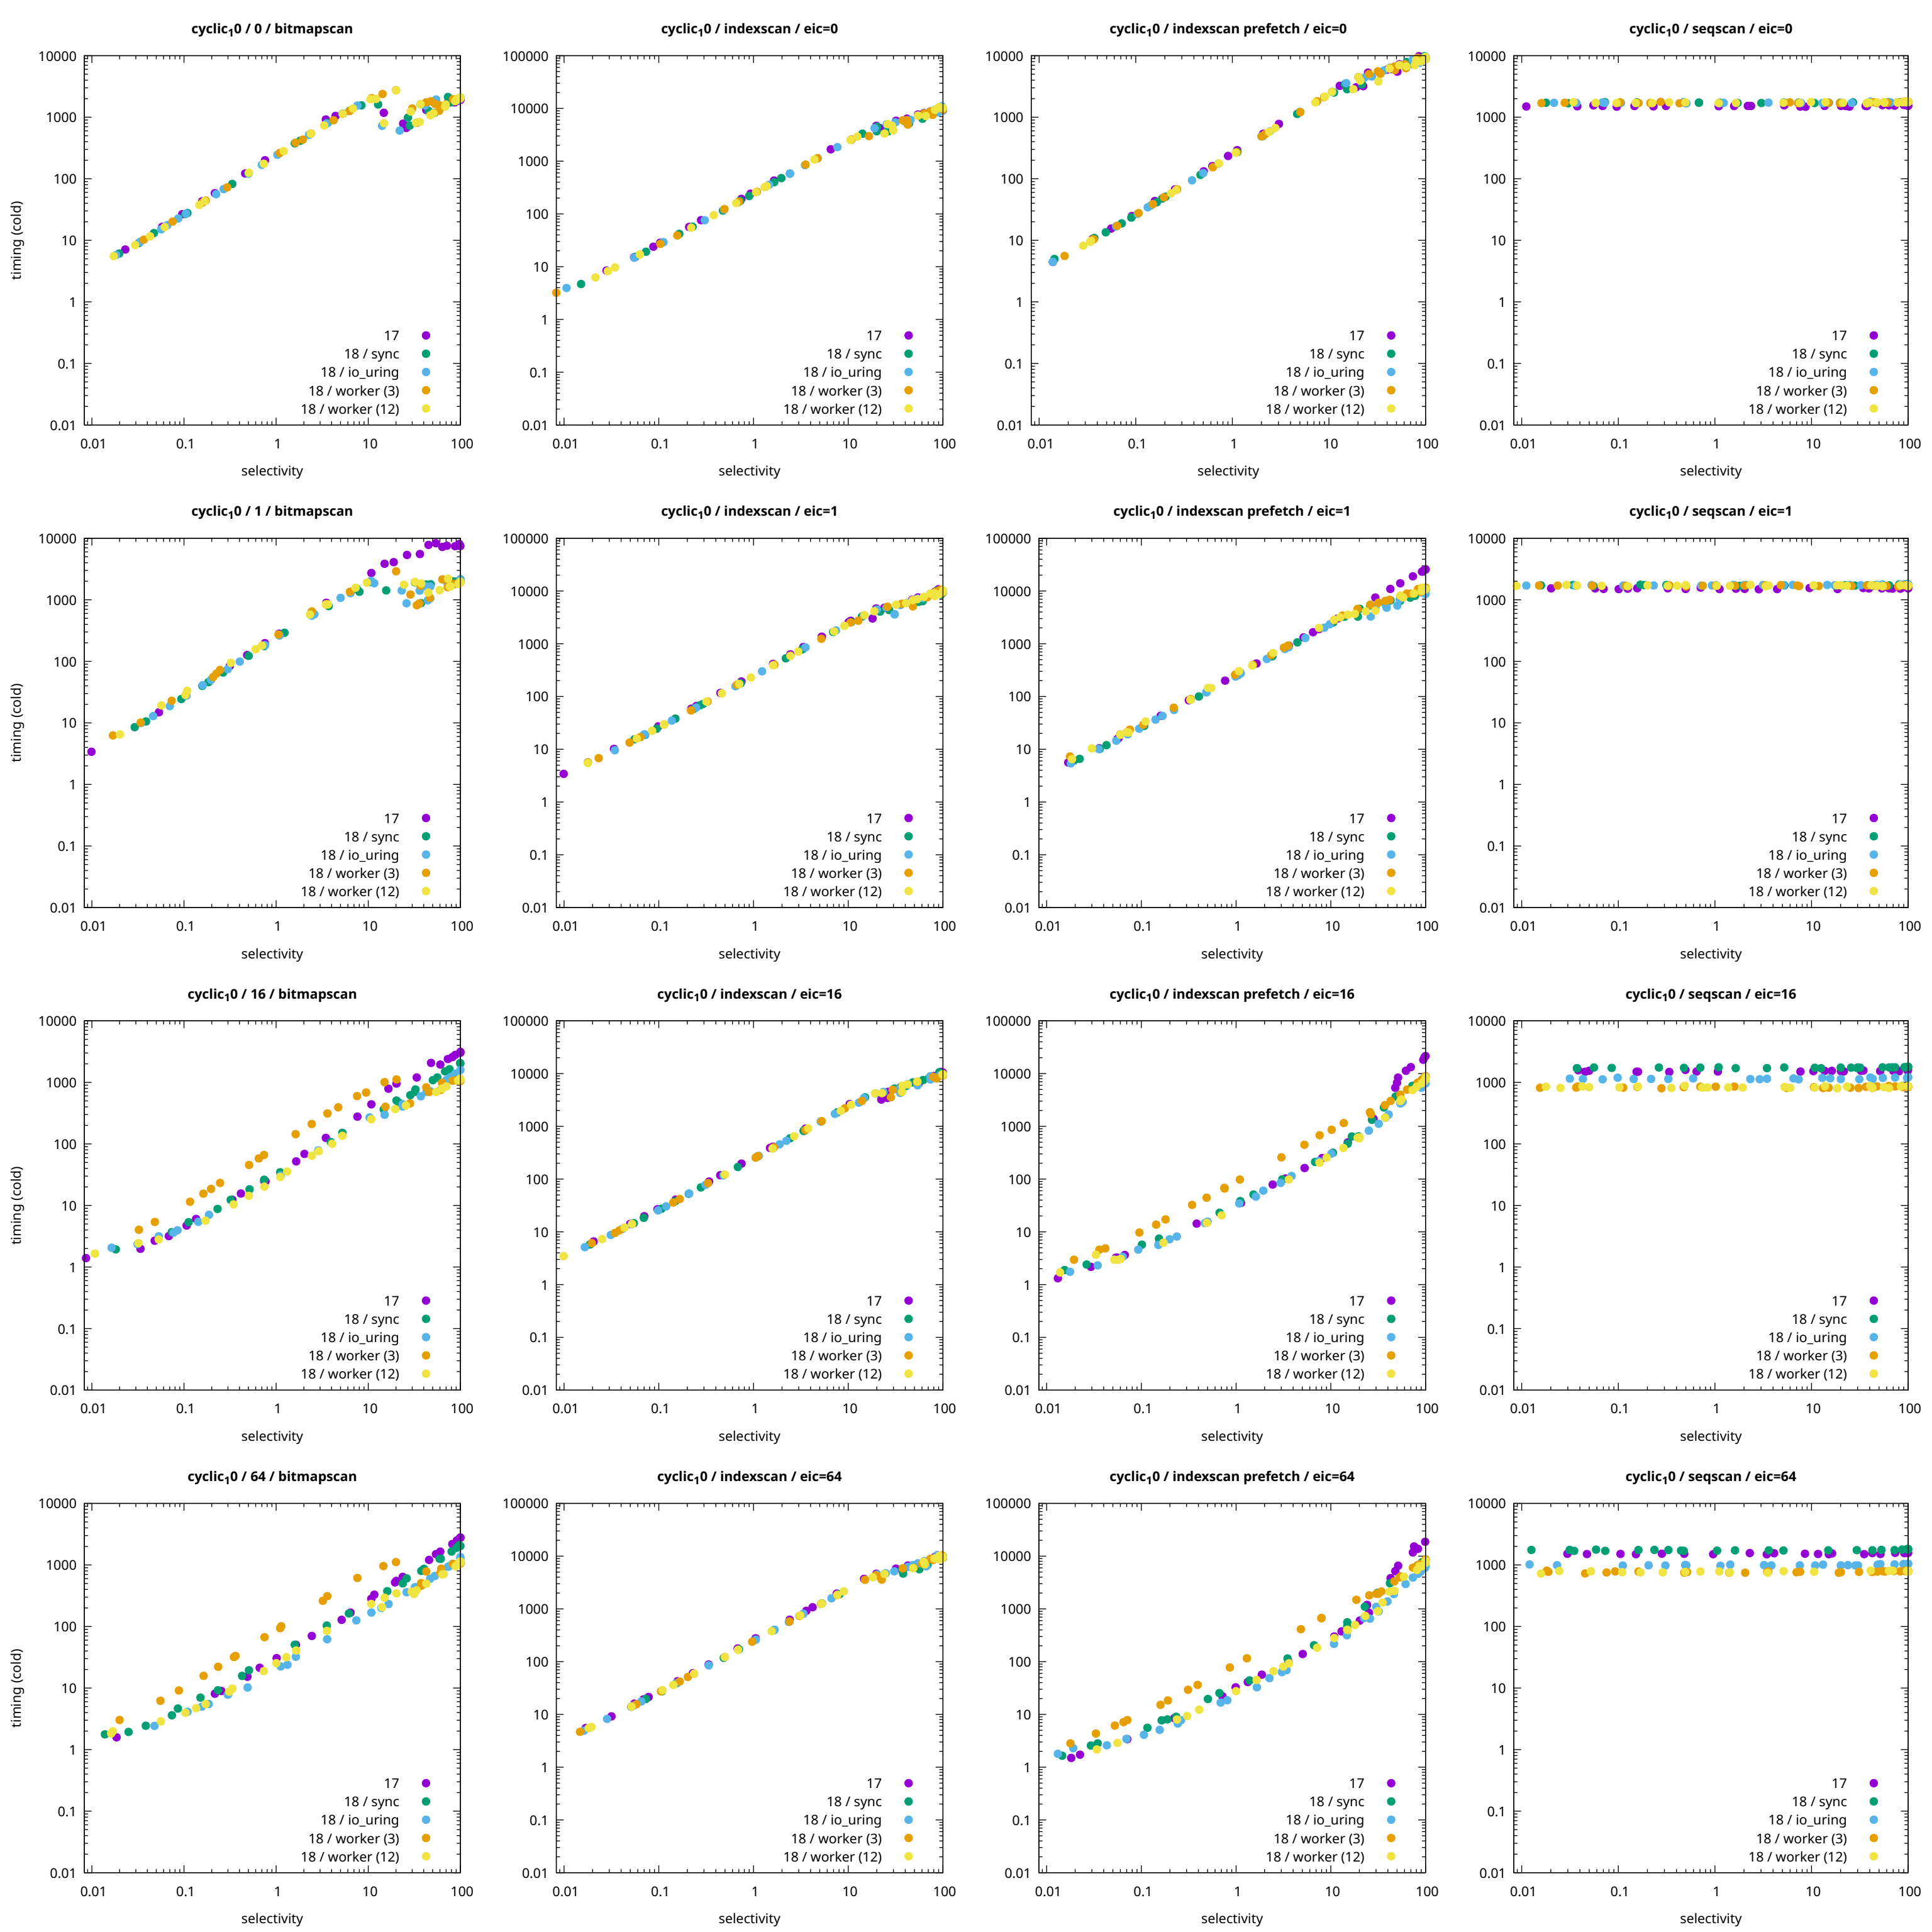 cyclic₁0 / 0 / bitmapscan
10000
1000
100
10
1
0.1
0.01
timing (cold)
17
18 / sync
18 / io_uring
18 / worker (3)
18 / worker (12)
0.01 0.1 1 10 100
selectivity
cyclic₁0 / indexscan / eic=0
100000
10000
1000
100
10
1
0.1
0.01
17
18 / sync
18 / io_uring
18 / worker (3)
18 / worker (12)
0.01 0.1 1 10 100
selectivity
cyclic₁0 / indexscan prefetch / eic=0
10000
1000
100
10
1
0.1
0.01
17
18 / sync
18 / io_uring
18 / worker (3)
18 / worker (12)
0.01 0.1 1 10 100
selectivity
cyclic₁0 / seqscan / eic=0
10000
1000
100
10
1
0.1
0.01
17
18 / sync
18 / io_uring
18 / worker (3)
18 / worker (12)
0.01 0.1 1 10 100
selectivity
cyclic₁0 / 1 / bitmapscan
10000
1000
100
10
1
0.1
0.01
timing (cold)
17
18 / sync
18 / io_uring
18 / worker (3)
18 / worker (12)
0.01 0.1 1 10 100
selectivity
cyclic₁0 / indexscan / eic=1
100000
10000
1000
100
10
1
0.1
0.01
17
18 / sync
18 / io_uring
18 / worker (3)
18 / worker (12)
0.01 0.1 1 10 100
selectivity
cyclic₁0 / indexscan prefetch / eic=1
100000
10000
1000
100
10
1
0.1
0.01
17
18 / sync
18 / io_uring
18 / worker (3)
18 / worker (12)
0.01 0.1 1 10 100
selectivity
cyclic₁0 / seqscan / eic=1
10000
1000
100
10
1
0.1
0.01
17
18 / sync
18 / io_uring
18 / worker (3)
18 / worker (12)
0.01 0.1 1 10 100
selectivity
cyclic₁0 / 16 / bitmapscan
10000
1000
100
10
1
0.1
0.01
timing (cold)
17
18 / sync
18 / io_uring
18 / worker (3)
18 / worker (12)
0.01 0.1 1 10 100
selectivity
cyclic₁0 / indexscan / eic=16
100000
10000
1000
100
10
1
0.1
0.01
17
18 / sync
18 / io_uring
18 / worker (3)
18 / worker (12)
0.01 0.1 1 10 100
selectivity
cyclic₁0 / indexscan prefetch / eic=16
100000
10000
1000
100
10
1
0.1
0.01
17
18 / sync
18 / io_uring
18 / worker (3)
18 / worker (12)
0.01 0.1 1 10 100
selectivity
cyclic₁0 / seqscan / eic=16
10000
1000
100
10
1
0.1
0.01
17
18 / sync
18 / io_uring
18 / worker (3)
18 / worker (12)
0.01 0.1 1 10 100
selectivity
cyclic₁0 / 64 / bitmapscan
10000
1000
100
10
1
0.1
0.01
timing (cold)
17
18 / sync
18 / io_uring
18 / worker (3)
18 / worker (12)
0.01 0.1 1 10 100
selectivity
cyclic₁0 / indexscan / eic=64
100000
10000
1000
100
10
1
0.1
0.01
17
18 / sync
18 / io_uring
18 / worker (3)
18 / worker (12)
0.01 0.1 1 10 100
selectivity
cyclic₁0 / indexscan prefetch / eic=64
100000
10000
1000
100
10
1
0.1
0.01
17
18 / sync
18 / io_uring
18 / worker (3)
18 / worker (12)
0.01 0.1 1 10 100
selectivity
cyclic₁0 / seqscan / eic=64
10000
1000
100
10
1
0.1
0.01
17
18 / sync
18 / io_uring
18 / worker (3)
18 / worker (12)
0.01 0.1 1 10 100
selectivity